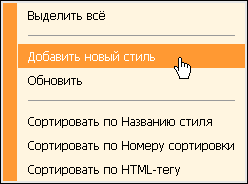 Выделить всё
Добавить новый стиль
Обновить
Сортировать по Названию стиля
Сортировать по Номеру сортировки
Сортировать по HTML-тегу